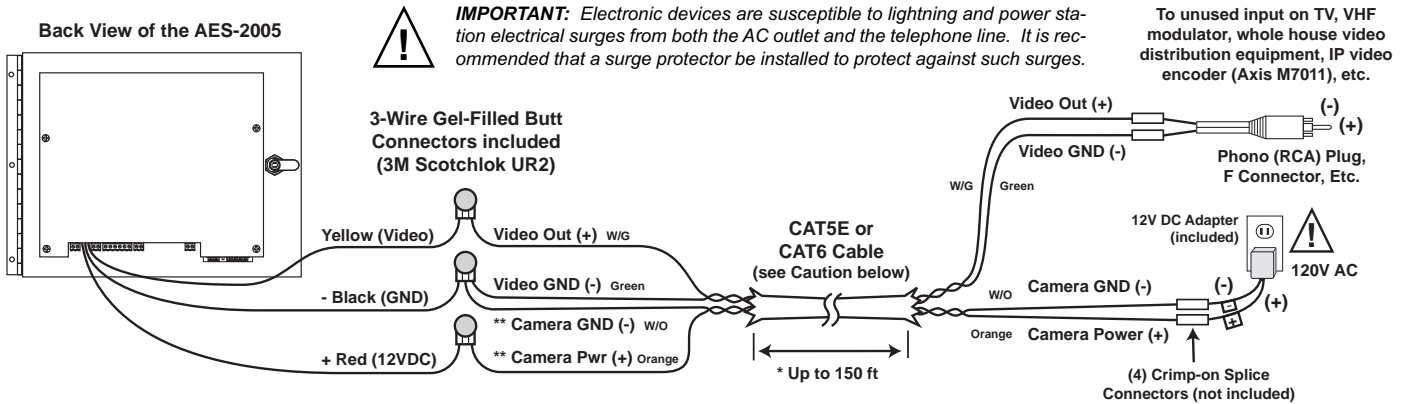 Back View of the AES-2005
!
IMPORTANT: Electronic devices are susceptible to lightning and power sta-
tion electrical surges from both the AC outlet and the telephone line. It is rec-
ommended that a surge protector be installed to protect against such surges.
To unused input on TV, VHF
modulator, whole house video
distribution equipment, IP video
encoder (Axis M7011), etc.
3-Wire Gel-Filled Butt
Connectors included
(3M Scotchlok UR2)
Video Out (+)
Video GND (-)
(-)
(+)
Phono (RCA) Plug,
F Connector, Etc.
W/G
Green
Yellow (Video)
Video Out (+) W/G
- Black (GND)
Video GND (-) Green
** Camera GND (-) W/O
+ Red (12VDC)
** Camera Pwr (+) Orange
CAT5E or
CAT6 Cable
(see Caution below)
* Up to 150 ft
12V DC Adapter
(included)
!
120V AC
W/O
Camera GND (-)
(-)
(+)
-
+
Orange
Camera Power (+)
(4) Crimp-on Splice
Connectors (not included)